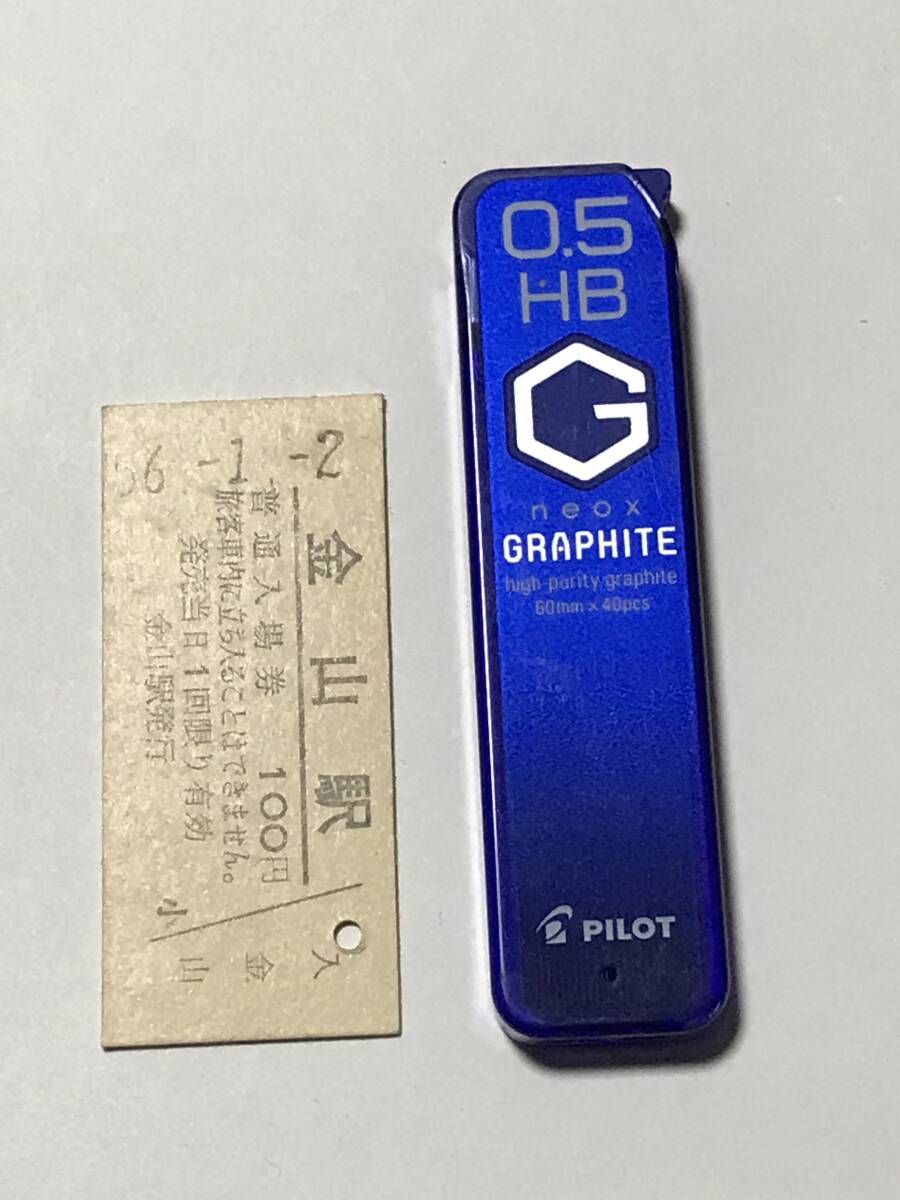 56 -7 -2
金山駅
普通入場券 100円
旅客車内に立ち入ることはできません。
発売当日1回限り有効
金山駅発行
小
入
金
山
0.5
HB
G
neox
GRAPHITE
high-purity graphite
60mm×40pcs
PILOT